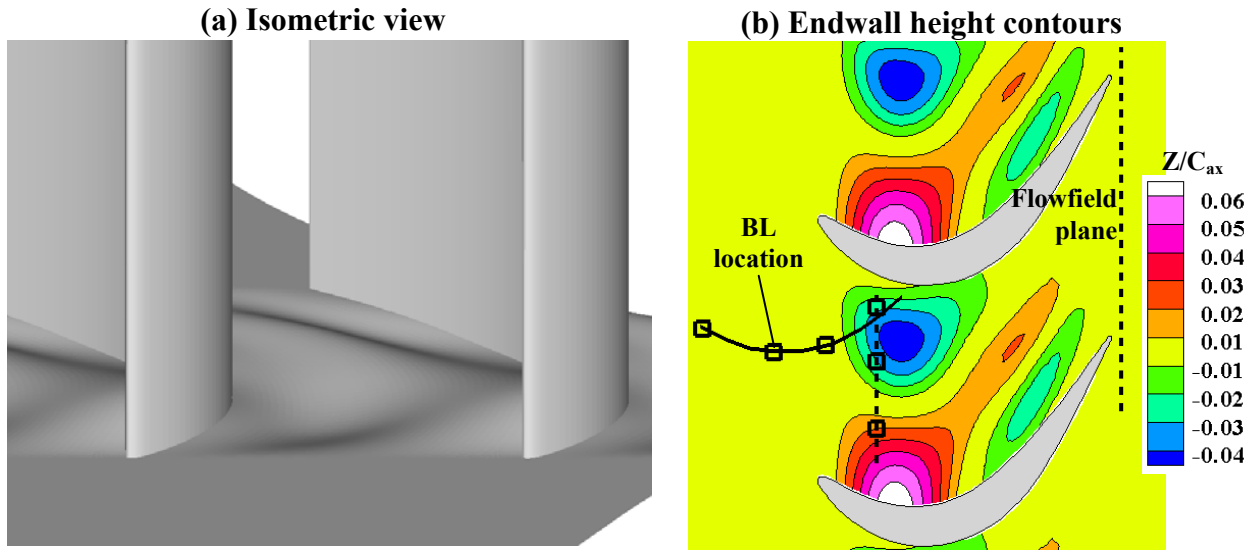 (a) Isometric view
(b) Endwall height contours
BL
location
Flowfield
plane
Z/Cax
0.06
0.05
0.04
0.03
0.02
0.01
-0.01
-0.02
-0.03
-0.04